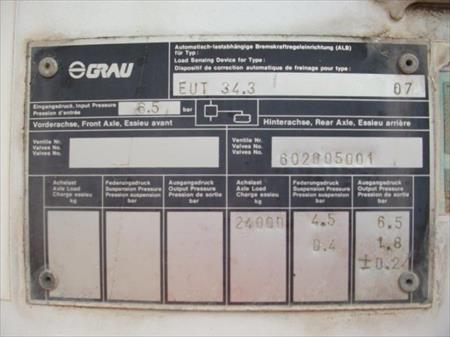 GRAU
Automatisch-lastabhängige Bremskraftregeleinrichtung (ALB)
für Typ:
Load Sensing Device for Type:
Dispositif de correction automatique de freinage pour type:
EUT 34.3 07
Eingangsdruck, Input Pressure
Pression d'entrée
6.5 bar
Vorderachse, Front Axle, Essieu avant
Hinterachse, Rear Axle, Essieu arrière
Ventile Nr.
Valves No.
Valves No.
Ventile Nr.
Valves No.
Valves No.
602005001
Achslast
Axle Load
Charge essieu
kg
Federungsdruck
Suspension Pressure
Pression suspension
bar
Ausgangsdruck
Output Pressure
Pression de sortie
bar
Achslast
Axle Load
Charge essieu
kg
Federungsdruck
Suspension Pressure
Pression suspension
bar
Ausgangsdruck
Output Pressure
Pression de sortie
bar
24000 4.5 6.5
0.4 1.8
±0.2